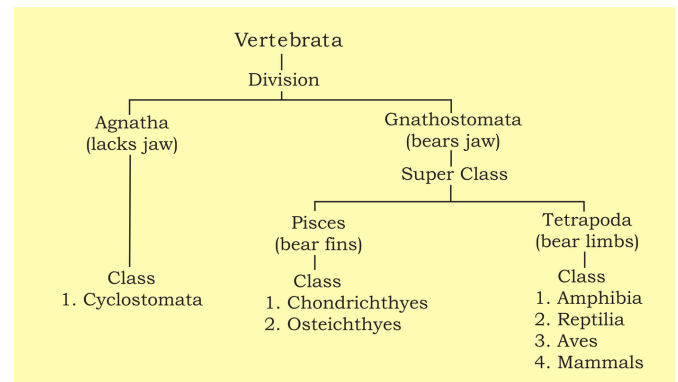 Vertebrata
Division
Agnatha
(lacks jaw)
Gnathostomata
(bears jaw)
Super Class
Pisces
(bear fins)
Tetrapoda
(bear limbs)
Class
1. Cyclostomata
Class
1. Chondrichthyes
2. Osteichthyes
Class
1. Amphibia
2. Reptilia
3. Aves
4. Mammals